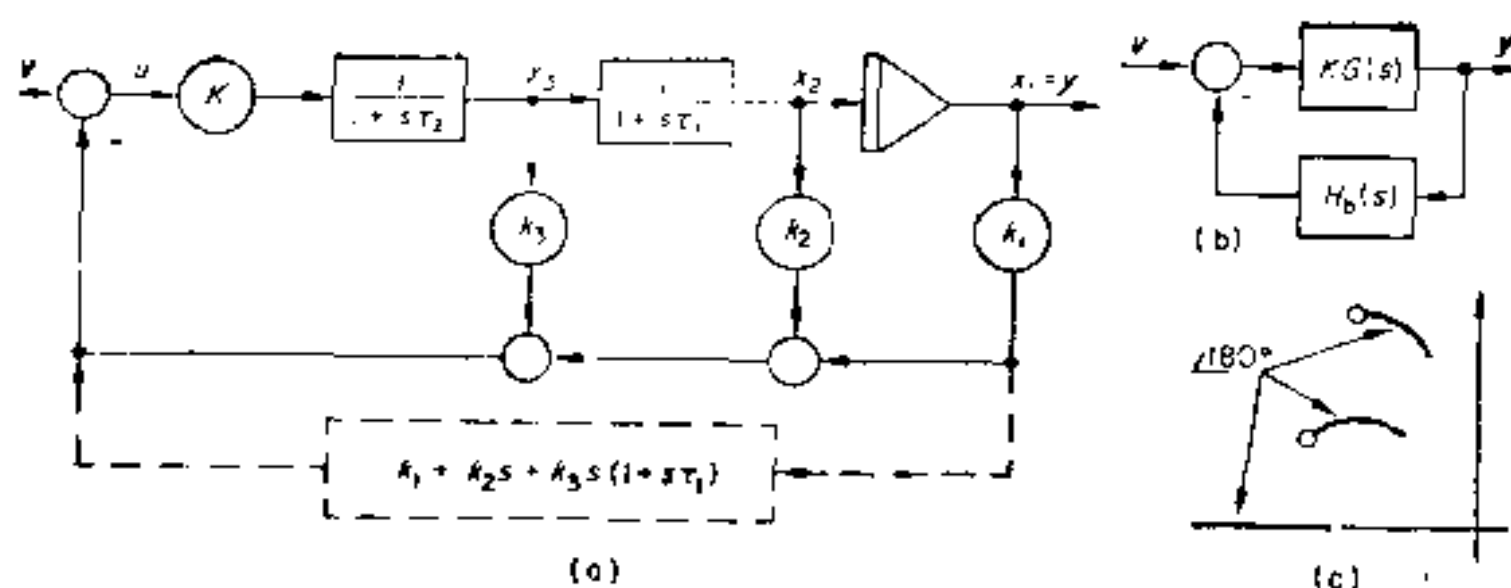 v
u
K
1
1 + sτ₂
x₃
1 + sτ₁
x₂
x₁ = y
k₃
k₂
k₁
-
k₁ + k₂s + k₃s(1+sτ₁)
(a)
v
KG(s)
y
-
H_b(s)
(b)
∠180°
(c)